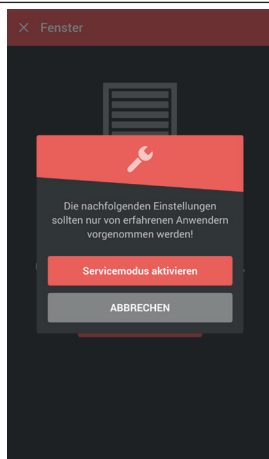 Fenster
Die nachfolgenden Einstellungen
sollten nur von erfahrenen Anwendern
vorgenommen werden!
Servicemodus aktivieren
ABBRECHEN